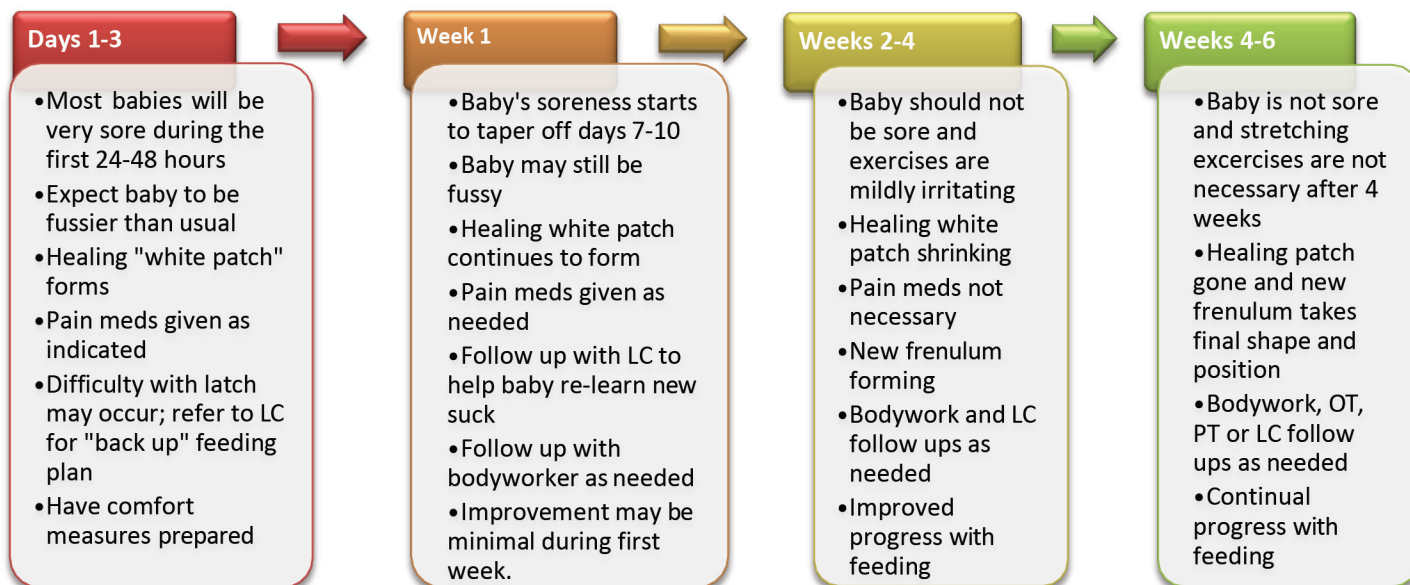 Days 1-3
•Most babies will be
very sore during the
first 24-48 hours
•Expect baby to be
fussier than usual
•Healing "white patch"
forms
•Pain meds given as
indicated
•Difficulty with latch
may occur; refer to LC
for "back up" feeding
plan
•Have comfort
measures prepared
Week 1
•Baby's soreness starts
to taper off days 7-10
•Baby may still be
fussy
•Healing white patch
continues to form
•Pain meds given as
needed
•Follow up with LC to
help baby re-learn new
suck
•Follow up with
bodyworker as needed
•Improvement may be
minimal during first
week.
Weeks 2-4
•Baby should not
be sore and
exercises are
mildly irritating
•Healing white
patch shrinking
•Pain meds not
necessary
•New frenulum
forming
•Bodywork and LC
follow ups as
needed
•Improved
progress with
feeding
Weeks 4-6
•Baby is not sore
and stretching
excercises are not
necessary after 4
weeks
•Healing patch
gone and new
frenulum takes
final shape and
position
•Bodywork, OT,
PT or LC follow
ups as needed
•Continual
progress with
feeding